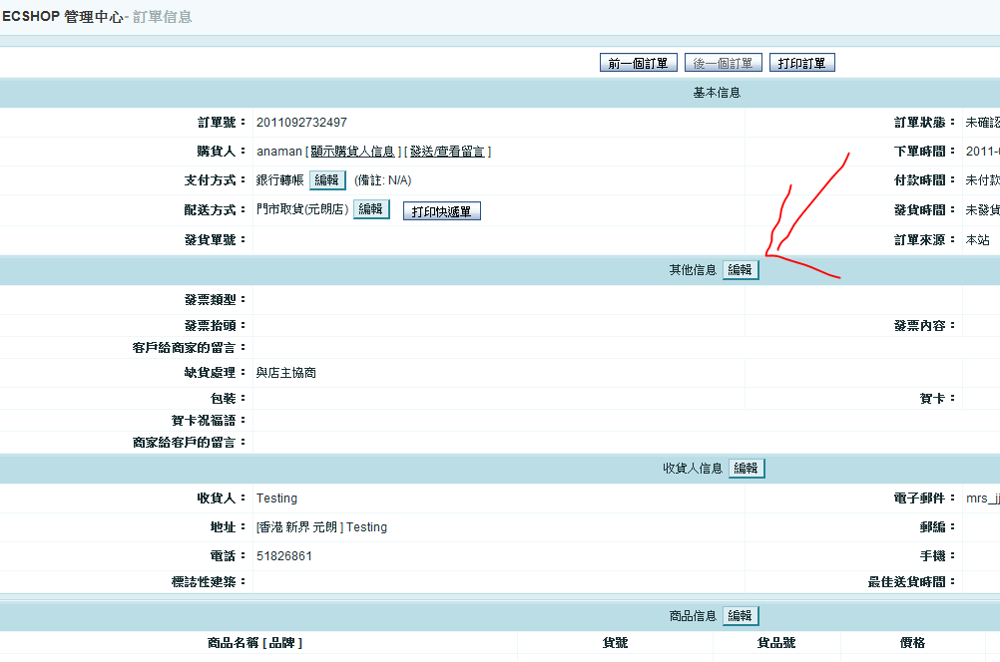 ECSHOP 管理中心- 訂單信息
前一個訂單 後一個訂單 打印訂單
基本信息
訂單號： 2011092732497 訂單狀態： 未確認
購貨人： anaman [ 顯示購貨人信息 ] [ 發送/查看留言 ] 下單時間： 2011-
支付方式： 銀行轉帳 編輯 (備註: N/A) 付款時間： 未付款
配送方式： 門市取貨(元朗店) 編輯 打印快遞單 發貨時間： 未發貨
發貨單號： 訂單來源： 本站
其他信息 編輯
發票類型：
發票抬頭： 發票內容：
客戶給商家的留言：
缺貨處理： 與店主協商
包裝： 賀卡：
賀卡祝福語：
商家給客戶的留言：
收貨人信息 編輯
收貨人： Testing 電子郵件： mrs_jj
地址： [香港 新界 元朗 ] Testing 郵編：
電話： 51826861 手機：
標誌性建築： 最佳送貨時間：
商品信息 編輯
商品名稱 [ 品牌 ] 貨號 貨品號 價格